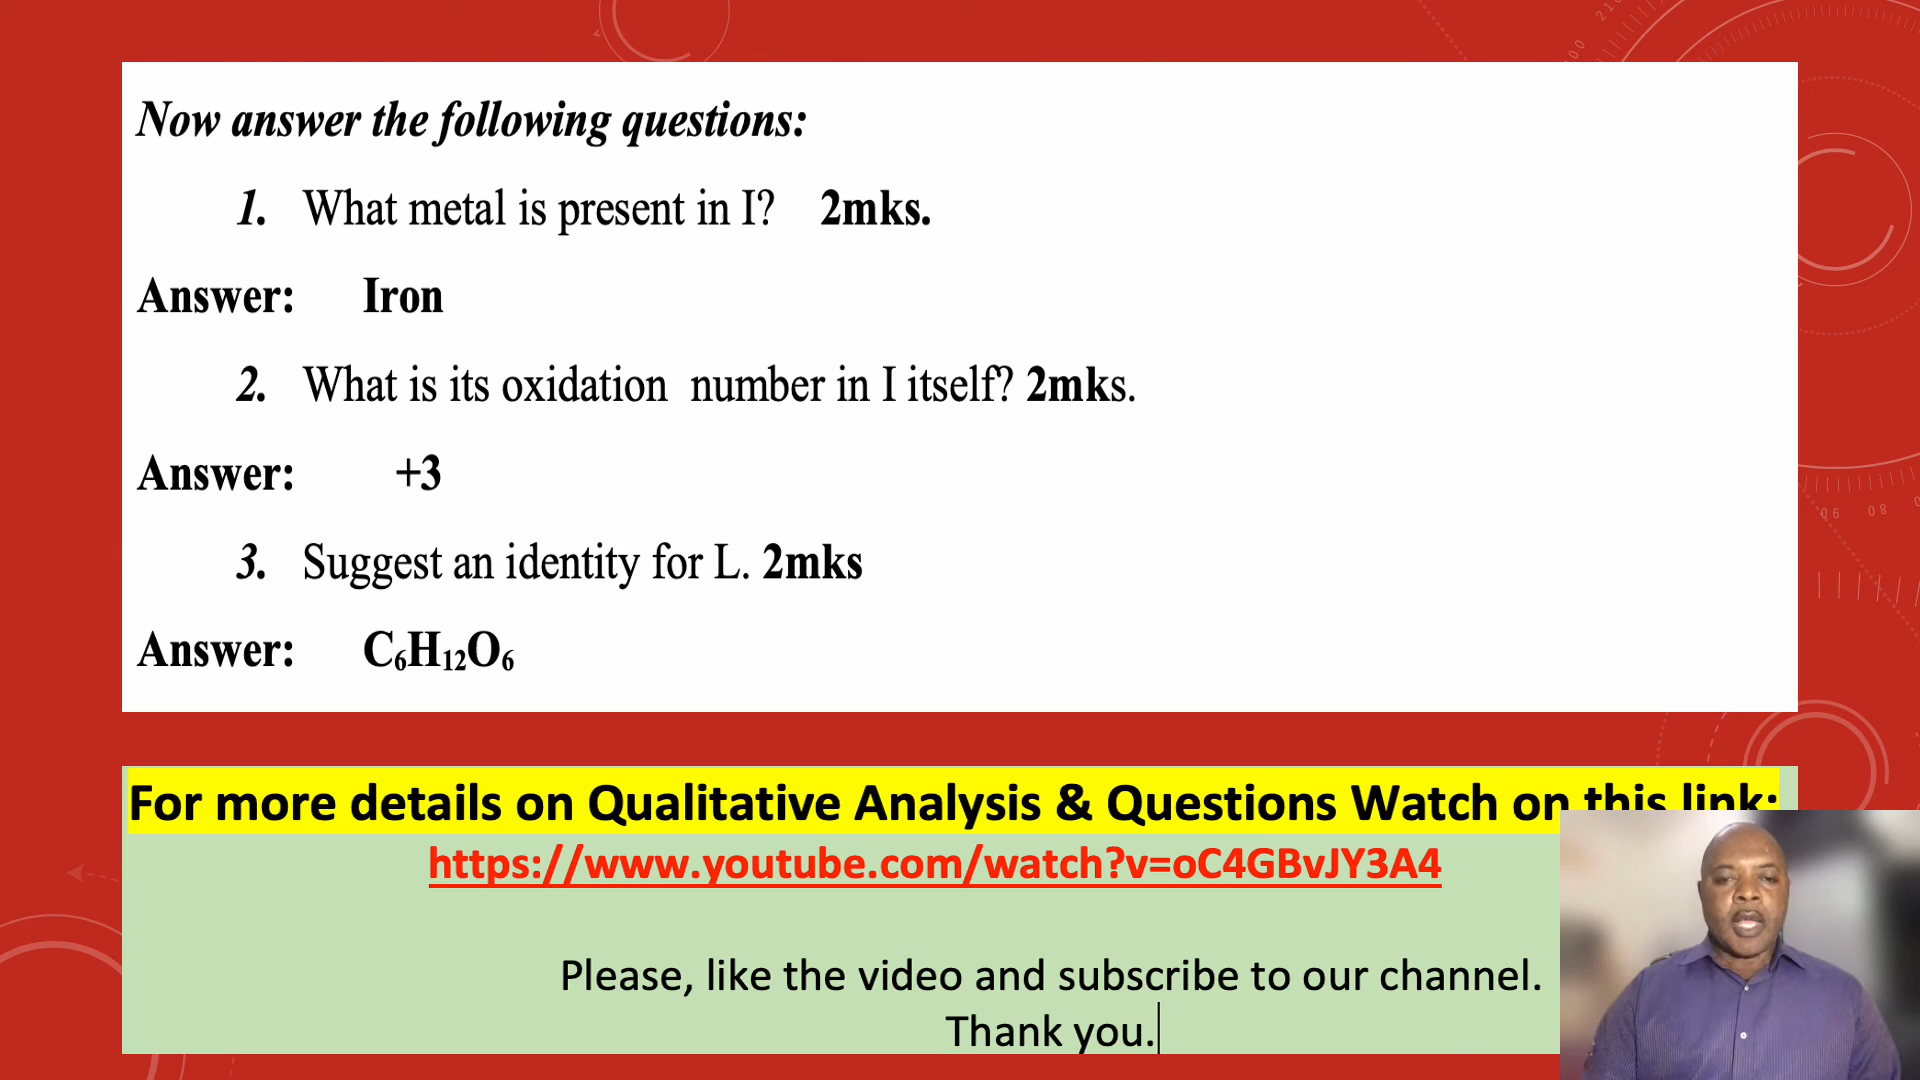 Now answer the following questions:
1. What metal is present in I? 2mks.
Answer: Iron
2. What is its oxidation number in I itself? 2mks.
Answer: +3
3. Suggest an identity for L. 2mks
Answer: C₆H₁₂O₆
For more details on Qualitative Analysis & Questions Watch on this link:
https://www.youtube.com/watch?v=oC4GBvJY3A4
Please, like the video and subscribe to our channel.
Thank you.